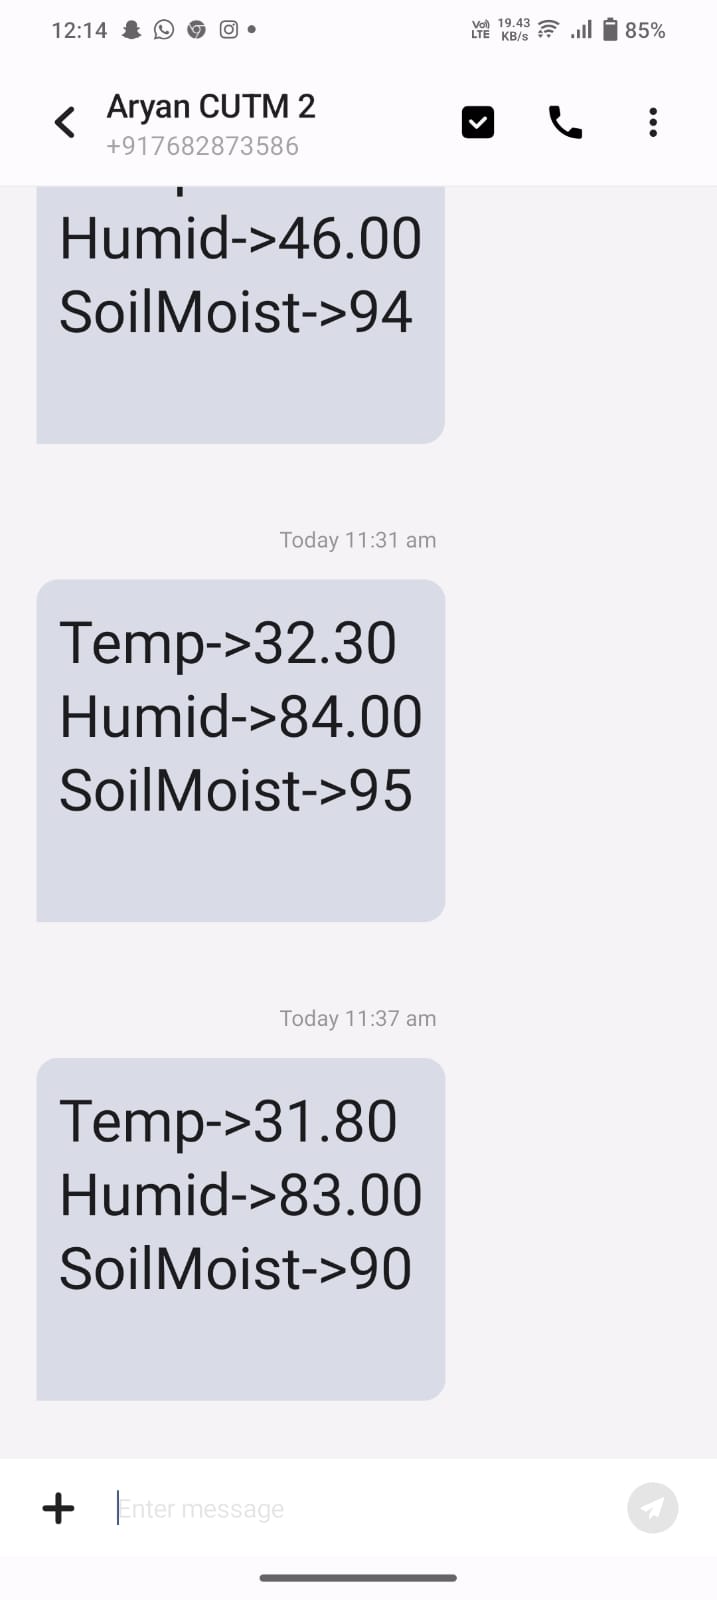 12:14
Vo) LTE 19.43 KB/s 85%
Aryan CUTM 2
+917682873586
Humid->46.00
SoilMoist->94
Today 11:31 am
Temp->32.30
Humid->84.00
SoilMoist->95
Today 11:37 am
Temp->31.80
Humid->83.00
SoilMoist->90
Enter message